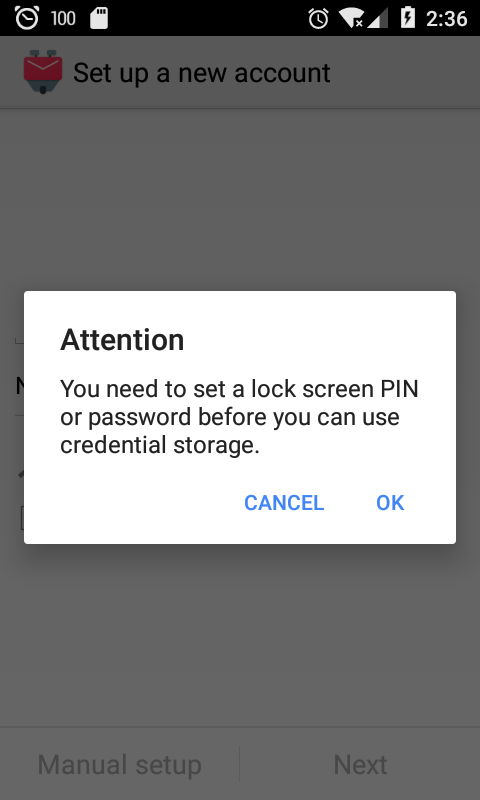 100
2:36
Set up a new account
N
Attention
You need to set a lock screen PIN
or password before you can use
credential storage.
CANCEL
OK
Manual setup
Next